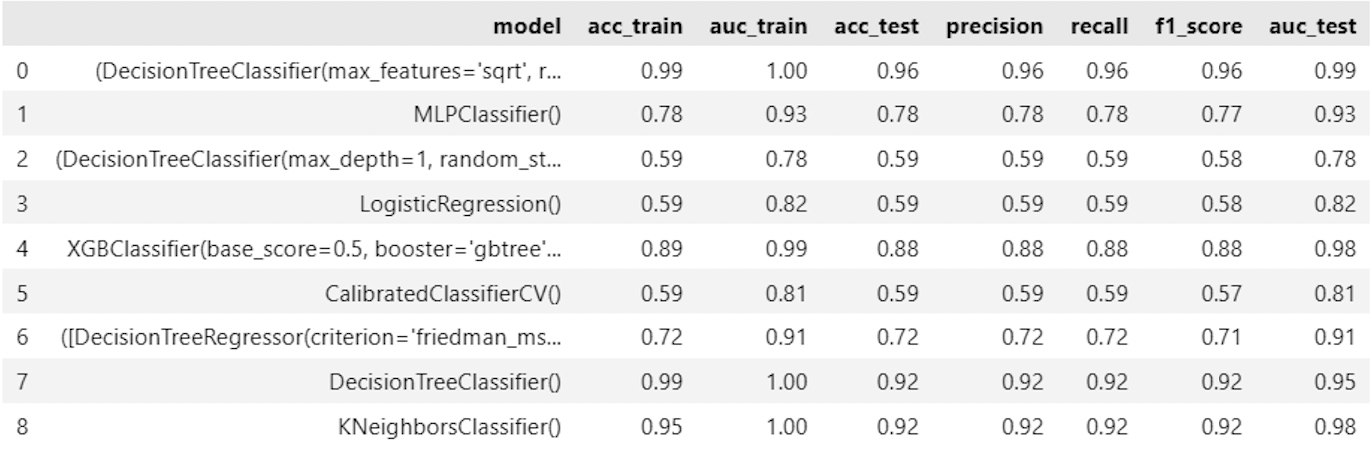 model acc_train auc_train acc_test precision recall f1_score auc_test
0 (DecisionTreeClassifier(max_features='sqrt', r... 0.99 1.00 0.96 0.96 0.96 0.96 0.99
1 MLPClassifier() 0.78 0.93 0.78 0.78 0.78 0.77 0.93
2 (DecisionTreeClassifier(max_depth=1, random_st... 0.59 0.78 0.59 0.59 0.59 0.58 0.78
3 LogisticRegression() 0.59 0.82 0.59 0.59 0.59 0.58 0.82
4 XGBClassifier(base_score=0.5, booster='gbtree'... 0.89 0.99 0.88 0.88 0.88 0.88 0.98
5 CalibratedClassifierCV() 0.59 0.81 0.59 0.59 0.59 0.57 0.81
6 ([DecisionTreeRegressor(criterion='friedman_ms... 0.72 0.91 0.72 0.72 0.72 0.71 0.91
7 DecisionTreeClassifier() 0.99 1.00 0.92 0.92 0.92 0.92 0.95
8 KNeighborsClassifier() 0.95 1.00 0.92 0.92 0.92 0.92 0.98